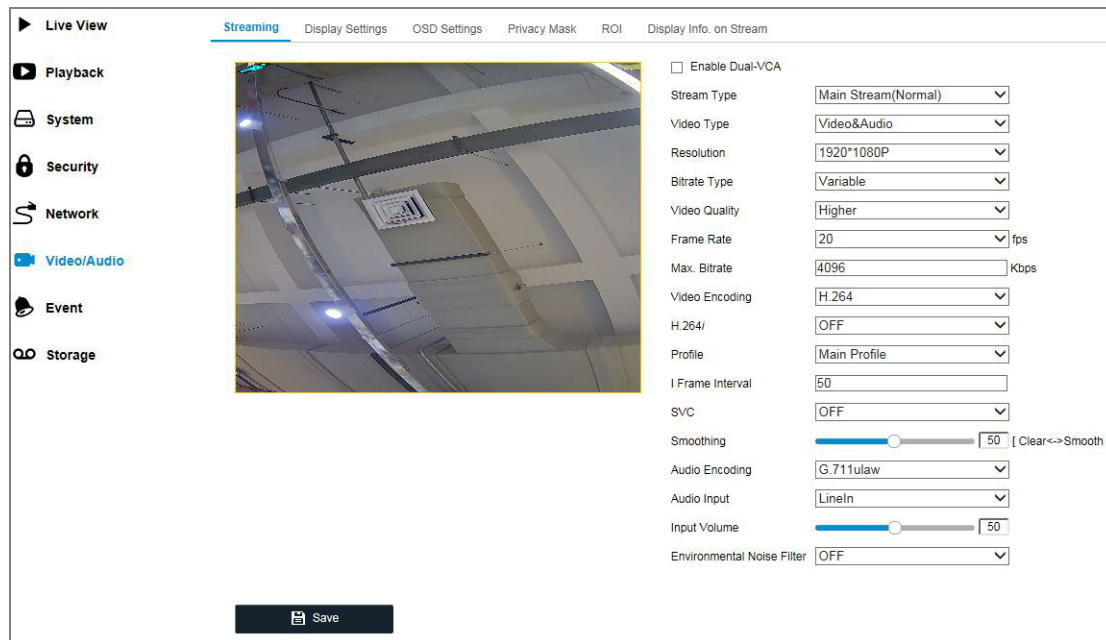 Live View
Playback
System
Security
Network
Video/Audio
Event
Storage
Streaming Display Settings OSD Settings Privacy Mask ROI Display Info. on Stream
Enable Dual-VCA
Stream Type Main Stream(Normal)
Video Type Video&Audio
Resolution 1920*1080P
Bitrate Type Variable
Video Quality Higher
Frame Rate 20 fps
Max. Bitrate 4096 Kbps
Video Encoding H.264
H.264i OFF
Profile Main Profile
I Frame Interval 50
SVC OFF
Smoothing 50 [ Clear<->Smooth
Audio Encoding G.711ulaw
Audio Input LineIn
Input Volume 50
Environmental Noise Filter OFF
Save